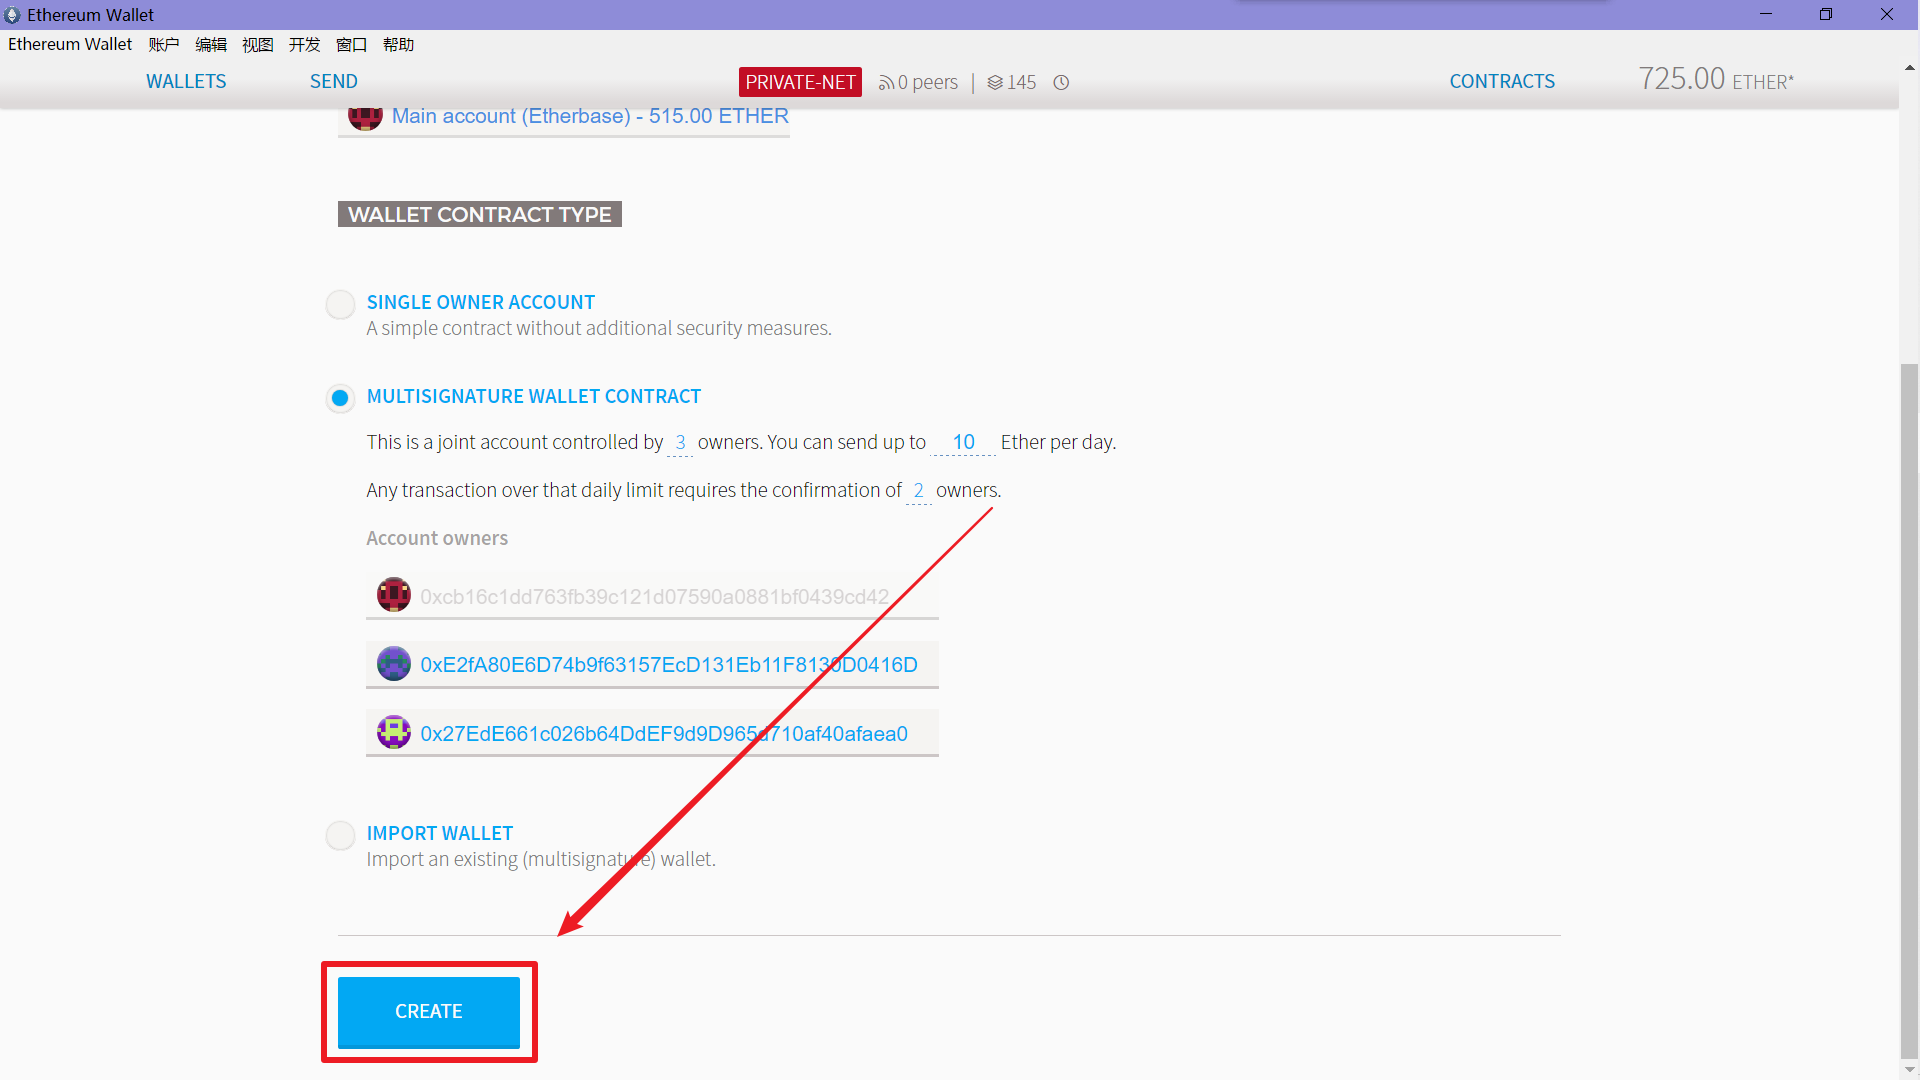 Ethereum Wallet
Ethereum Wallet 账户 编辑 视图 开发 窗口 帮助
WALLETS SEND PRIVATE-NET 0 peers | 145 CONTRACTS 725.00 ETHER*
Main account (Etherbase) - 515.00 ETHER
WALLET CONTRACT TYPE
SINGLE OWNER ACCOUNT
A simple contract without additional security measures.
MULTISIGNATURE WALLET CONTRACT
This is a joint account controlled by 3 owners. You can send up to 10 Ether per day.
Any transaction over that daily limit requires the confirmation of 2 owners.
Account owners
0xcb16c1dd763fb39c121d07590a0881bf0439cd42
0xE2fA80E6D74b9f63157EcD131Eb11F8130D0416D
0x27EdE661c026b64DdEF9d9D965d710af40afaea0
IMPORT WALLET
Import an existing (multisignature) wallet.
CREATE